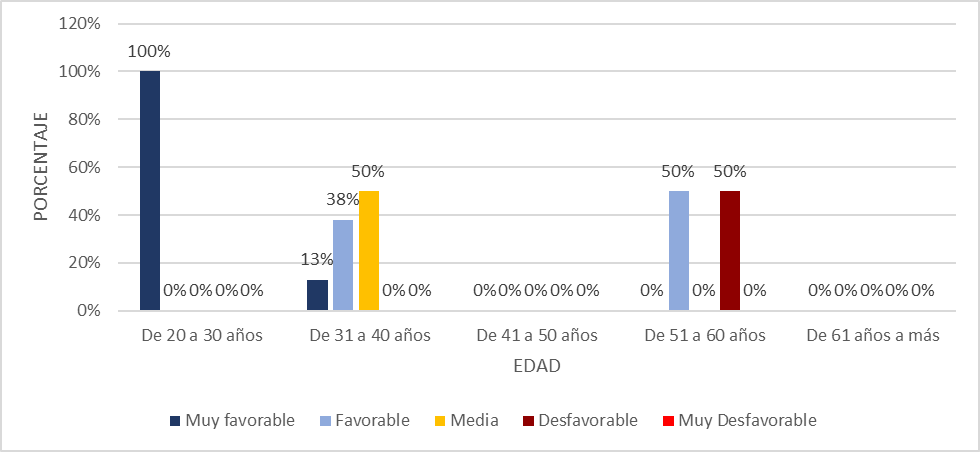 120%
100%
80%
60%
40%
20%
0%
PORCENTAJE
100%
0% 0% 0% 0%
13%
38%
50%
0% 0%
0% 0% 0% 0% 0%
0%
50%
0%
50%
0%
0% 0% 0% 0% 0%
De 20 a 30 años De 31 a 40 años De 41 a 50 años De 51 a 60 años De 61 años a más
EDAD
Muy favorable Favorable Media Desfavorable Muy Desfavorable